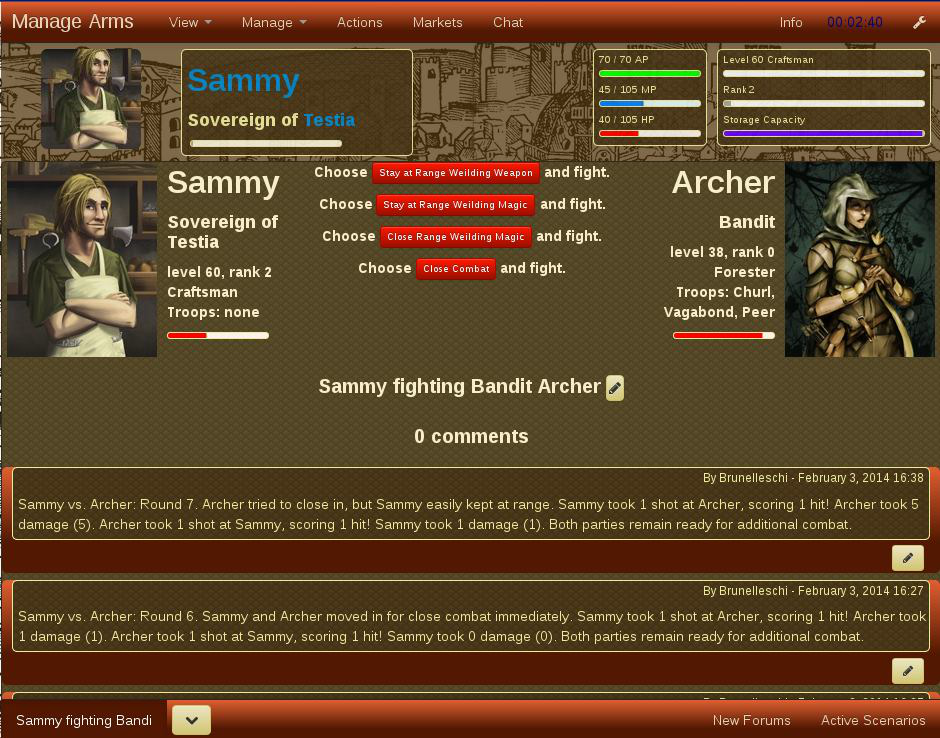 Manage Arms View Manage Actions Markets Chat Info 00:02:40
Sammy
Sovereign of Testia
70 / 70 AP
45 / 105 MP
40 / 105 HP
Level 60 Craftsman
Rank 2
Storage Capacity
Sammy
Sovereign of
Testia
level 60, rank 2
Craftsman
Troops: none
Choose Stay at Range Weilding Weapon and fight.
Choose Stay at Range Weilding Magic and fight.
Choose Close Range Weilding Magic and fight.
Choose Close Combat and fight.
Archer
Bandit
level 38, rank 0
Forester
Troops: Churl,
Vagabond, Peer
Sammy fighting Bandit Archer
0 comments
By Brunelleschi - February 3, 2014 16:38
Sammy vs. Archer: Round 7. Archer tried to close in, but Sammy easily kept at range. Sammy took 1 shot at Archer, scoring 1 hit! Archer took 5
damage (5). Archer took 1 shot at Sammy, scoring 1 hit! Sammy took 1 damage (1). Both parties remain ready for additional combat.
By Brunelleschi - February 3, 2014 16:27
Sammy vs. Archer: Round 6. Sammy and Archer moved in for close combat immediately. Sammy took 1 shot at Archer, scoring 1 hit! Archer took
1 damage (1). Archer took 1 shot at Sammy, scoring 1 hit! Sammy took 0 damage (0). Both parties remain ready for additional combat.
Sammy fighting Bandi New Forums Active Scenarios